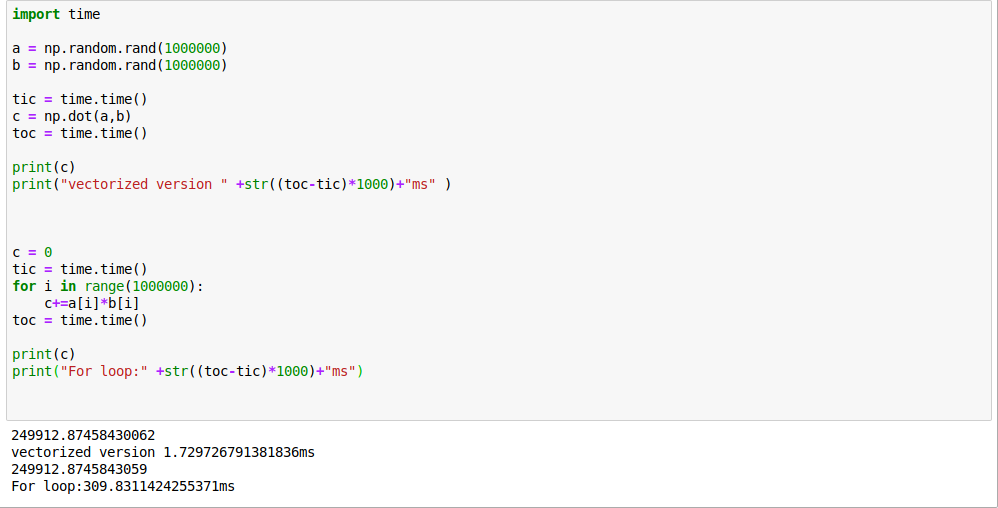 import time
a = np.random.rand(1000000)
b = np.random.rand(1000000)
tic = time.time()
c = np.dot(a,b)
toc = time.time()
print(c)
print("vectorized version " +str((toc-tic)*1000)+"ms" )
c = 0
tic = time.time()
for i in range(1000000):
    c+=a[i]*b[i]
toc = time.time()
print(c)
print("For loop:" +str((toc-tic)*1000)+"ms")
249912.87458430062
vectorized version 1.729726791381836ms
249912.8745843059
For loop:309.8311424255371ms